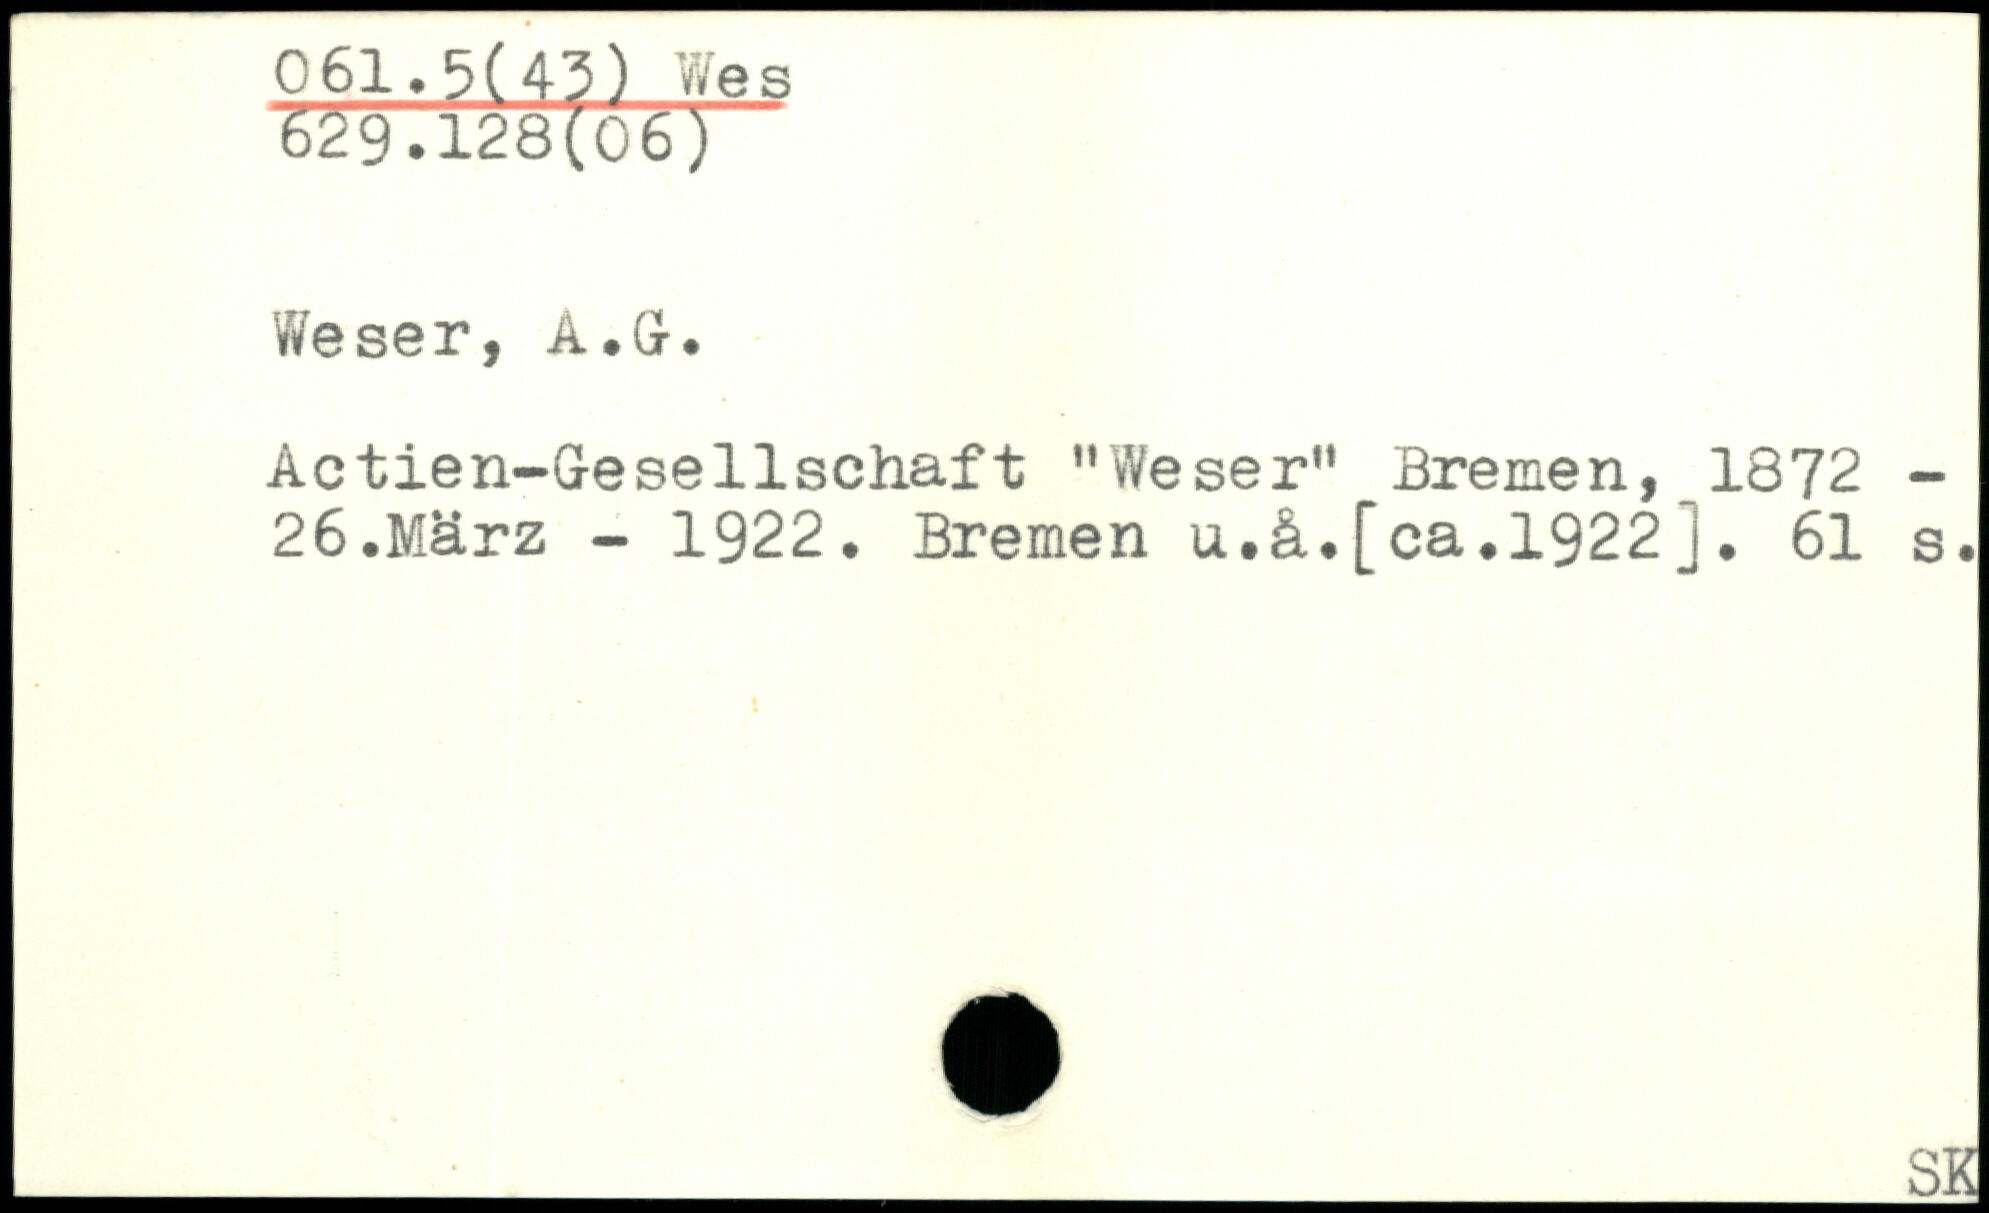 061.5(43) Wes
629.128(06)
Weser, A.G.
Actien-Gesellschaft "Weser" Bremen, 1872 -
26.März - 1922. Bremen u.å.[ca.1922]. 61 s.
SK